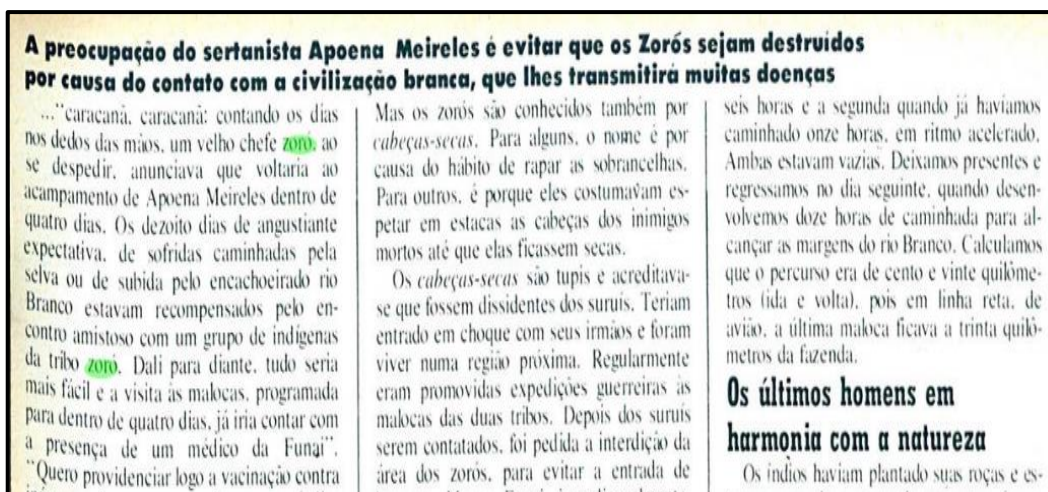 A preocupação do sertanista Apoena Meireles é evitar que os Zorós sejam destruídos
por causa do contato com a civilização branca, que lhes transmitirá muitas doenças
..."caracanã, caracanã: contando os dias
nos dedos das mãos, um velho chefe zoró, ao
se despedir, anunciava que voltaria ao
acampamento de Apoena Meireles dentro de
quatro dias. Os dezoito dias de angustiante
expectativa, de sofridas caminhadas pela
selva ou de subida pelo encachoeirado rio
Branco estavam recompensados pelo en-
contro amistoso com um grupo de indígenas
da tribo zoró. Dali para diante, tudo seria
mais fácil e a visita às malocas, programada
para dentro de quatro dias, já iria contar com
a presença de um médico da Funai".
"Quero providenciar logo a vacinação contra
Mas os zorós são conhecidos também por
cabeças-secas. Para alguns, o nome é por
causa do hábito de rapar as sobrancelhas.
Para outros, é porque eles costumavam es-
petar em estacas as cabeças dos inimigos
mortos até que elas ficassem secas.
Os cabeças-secas são tupis e acreditava-
se que fossem dissidentes dos suruís. Teriam
entrado em choque com seus irmãos e foram
viver numa região próxima. Regularmente
eram promovidas expedições guerreiras às
malocas das duas tribos. Depois dos suruís
serem contatados, foi pedida a interdição da
área dos zorós, para evitar a entrada de
seis horas e a segunda quando já havíamos
caminhado onze horas, em ritmo acelerado.
Ambas estavam vazias. Deixamos presentes e
regressamos no dia seguinte, quando desen-
volvemos doze horas de caminhada para al-
cançar as margens do rio Branco. Calculamos
que o percurso era de cento e vinte quilôme-
tros (ida e volta), pois em linha reta, de
avião, a última maloca ficava a trinta quilô-
metros da fazenda.
Os últimos homens em
harmonia com a natureza
Os índios haviam plantado suas roças e es-